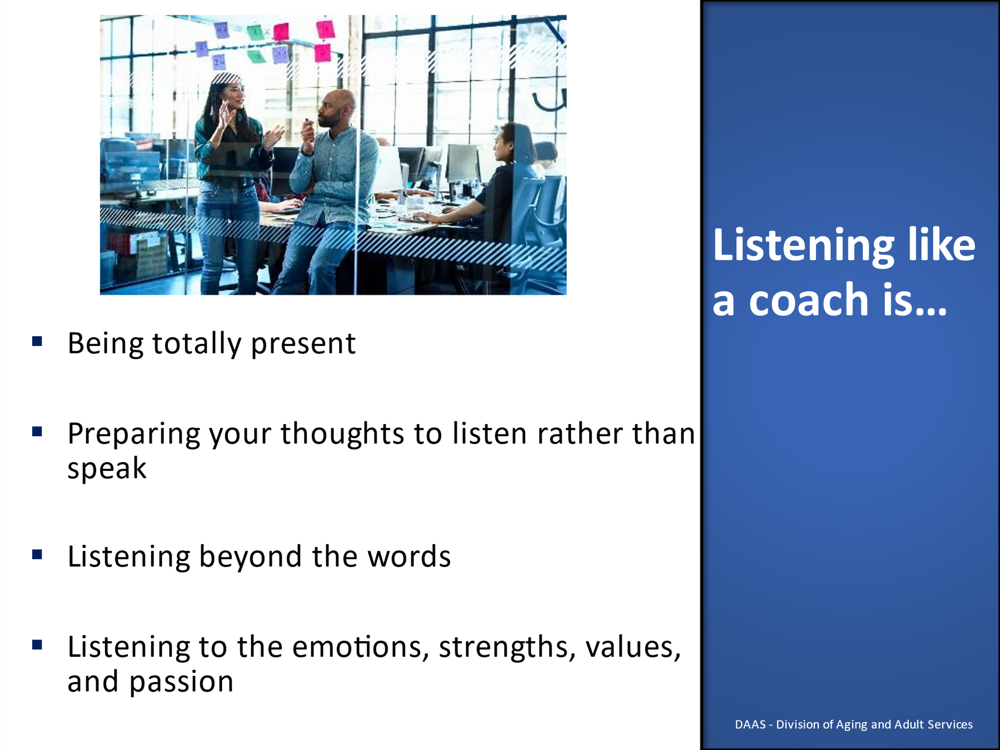 Listening like
a coach is...
Being totally present
Preparing your thoughts to listen rather than
speak
Listening beyond the words
Listening to the emotions, strengths, values,
and passion
DAAS - Division of Aging and Adult Services